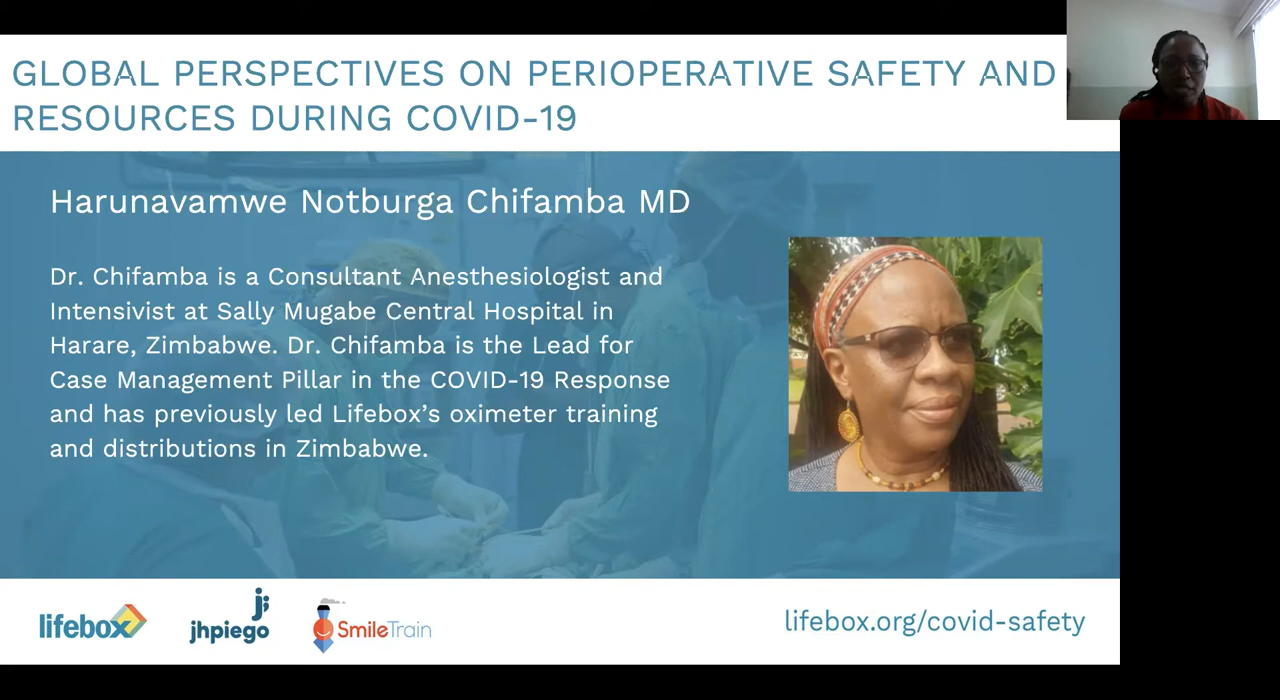 GLOBAL PERSPECTIVES ON PERIOPERATIVE SAFETY AND
RESOURCES DURING COVID-19
Harunavamwe Notburga Chifamba MD
Dr. Chifamba is a Consultant Anesthesiologist and
Intensivist at Sally Mugabe Central Hospital in
Harare, Zimbabwe. Dr. Chifamba is the Lead for
Case Management Pillar in the COVID-19 Response
and has previously led Lifebox’s oximeter training
and distributions in Zimbabwe.
lifebox
jhpiego
SmileTrain
lifebox.org/covid-safety